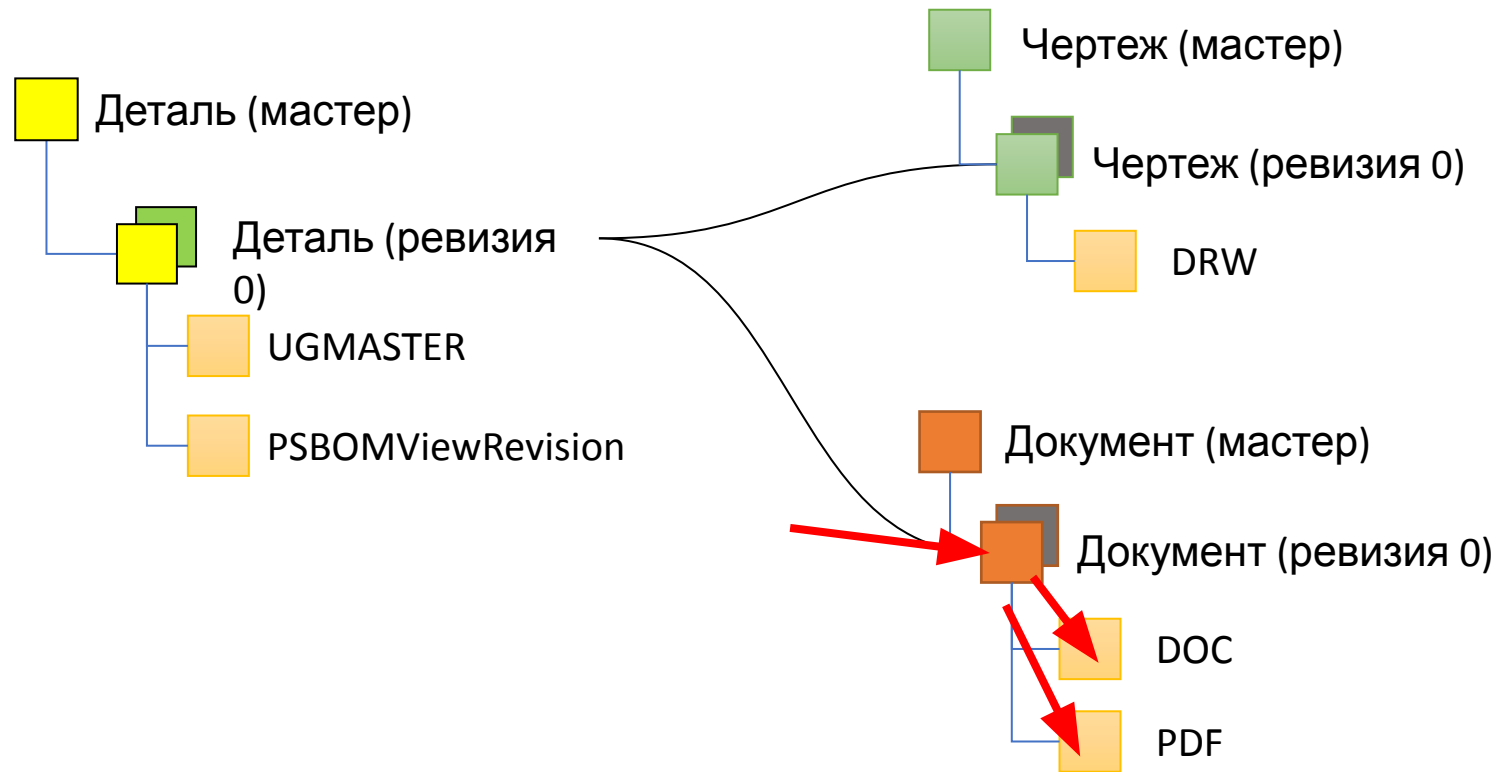 Чертеж (мастер)
Деталь (мастер)
Чертеж (ревизия 0)
Деталь (ревизия
0)
DRW
UGMASTER
PSBOMViewRevision
Документ (мастер)
Документ (ревизия 0)
DOC
PDF